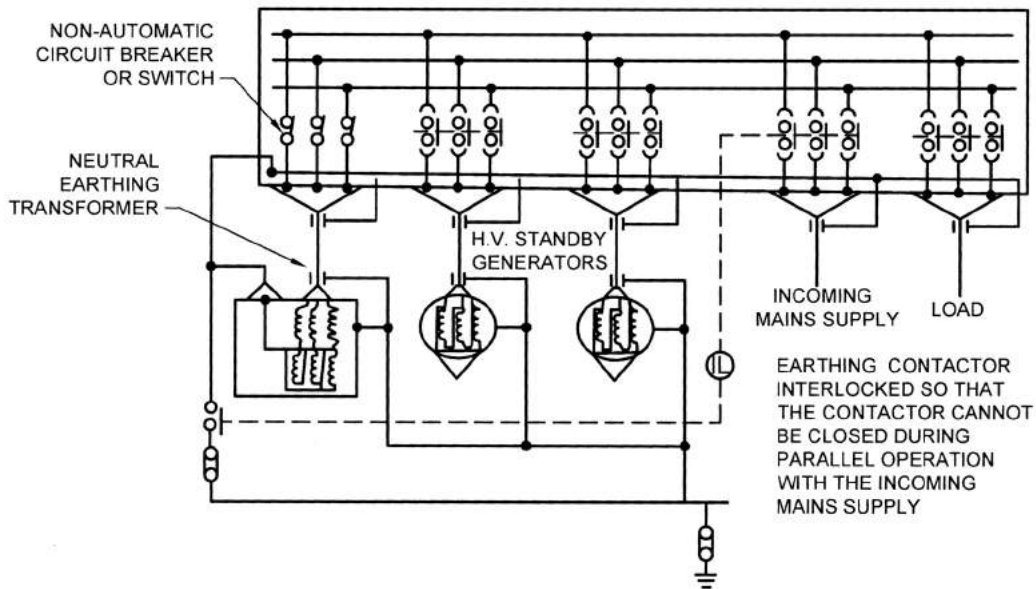 NON-AUTOMATIC
CIRCUIT BREAKER
OR SWITCH
NEUTRAL
EARTHING
TRANSFORMER
H.V. STANDBY
GENERATORS
INCOMING
MAINS SUPPLY
LOAD
IL
EARTHING CONTACTOR
INTERLOCKED SO THAT
THE CONTACTOR CANNOT
BE CLOSED DURING
PARALLEL OPERATION
WITH THE INCOMING
MAINS SUPPLY